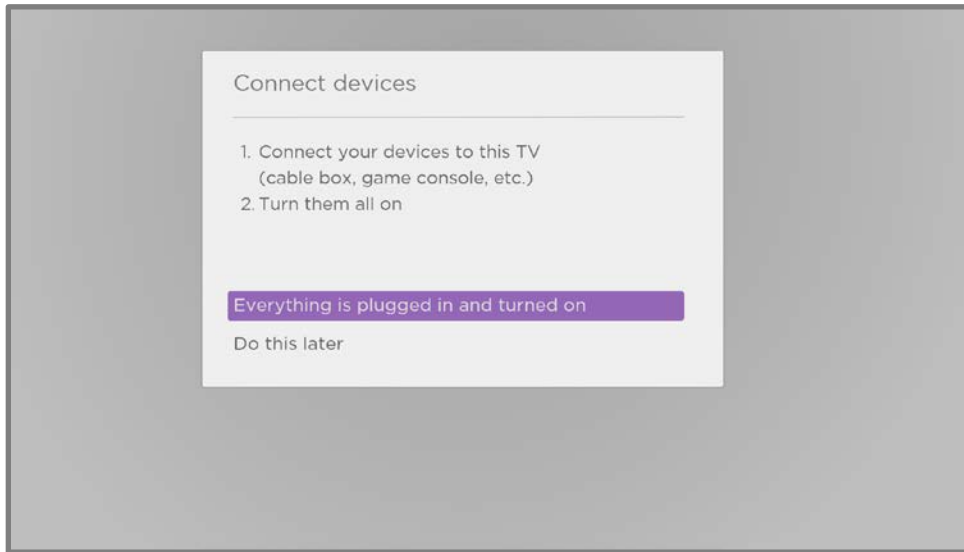 Connect devices
1. Connect your devices to this TV
(cable box, game console, etc.)
2. Turn them all on
Everything is plugged in and turned on
Do this later